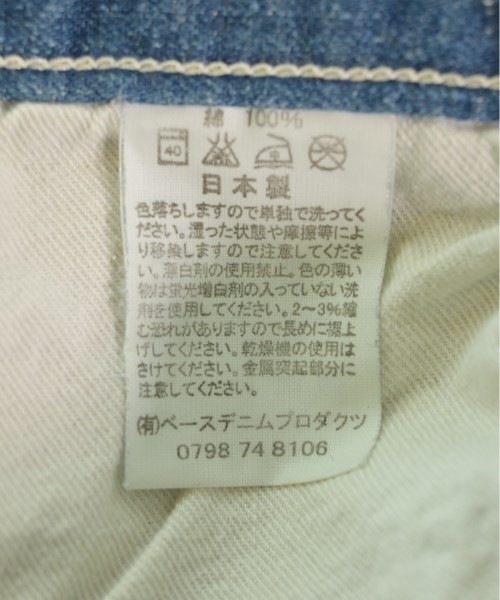 綿 100%
40
日本製
色落ちしますので単独で洗ってく
ださい。湿った状態や摩擦等によ
り移染しますので注意してくださ
い。漂白剤の使用禁止。色の薄い
物は蛍光増白剤の入っていない洗
剤を使用してください。2～3%縮
む恐れがありますので長めに裾上
げしてください。乾燥機の使用は
さけてください。金属突起部分に
注意してください。
(有)ベースデニムプロダクツ
0798 74 8106